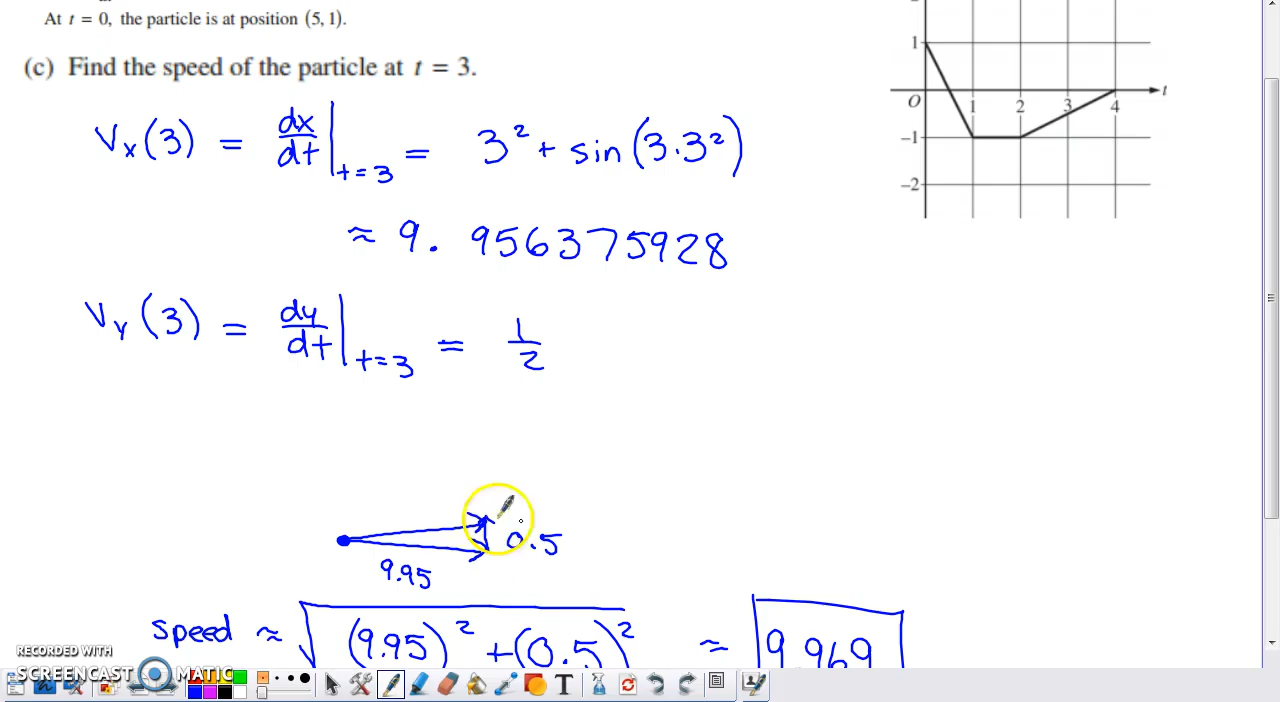 At t = 0, the particle is at position (5, 1).
(c) Find the speed of the particle at t = 3.
1
O
1
2
3
4
t
-1
-2
Vx(3) = dx/dt |t=3 = 3² + sin(3·3²)
≈ 9.956375928
Vy(3) = dy/dt |t=3 = 1/2
0.5
9.95
speed ≈ √(9.95)² + (0.5)² ≈ 9.969
RECORDED WITH
SCREENCAST MATIC
T